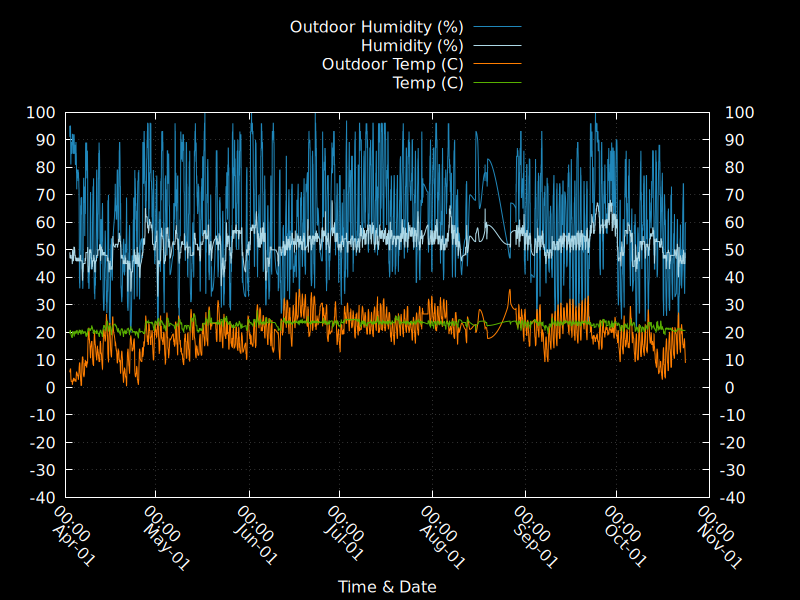 Outdoor Humidity (%)
Humidity (%)
Outdoor Temp (C)
Temp (C)
100 100
90 90
80 80
70 70
60 60
50 50
40 40
30 30
20 20
10 10
0 0
-10 -10
-20 -20
-30 -30
-40 -40
00:00 00:00 00:00 00:00 00:00 00:00 00:00 00:00
Apr-01 May-01 Jun-01 Jul-01 Aug-01 Sep-01 Oct-01 Nov-01
Time & Date